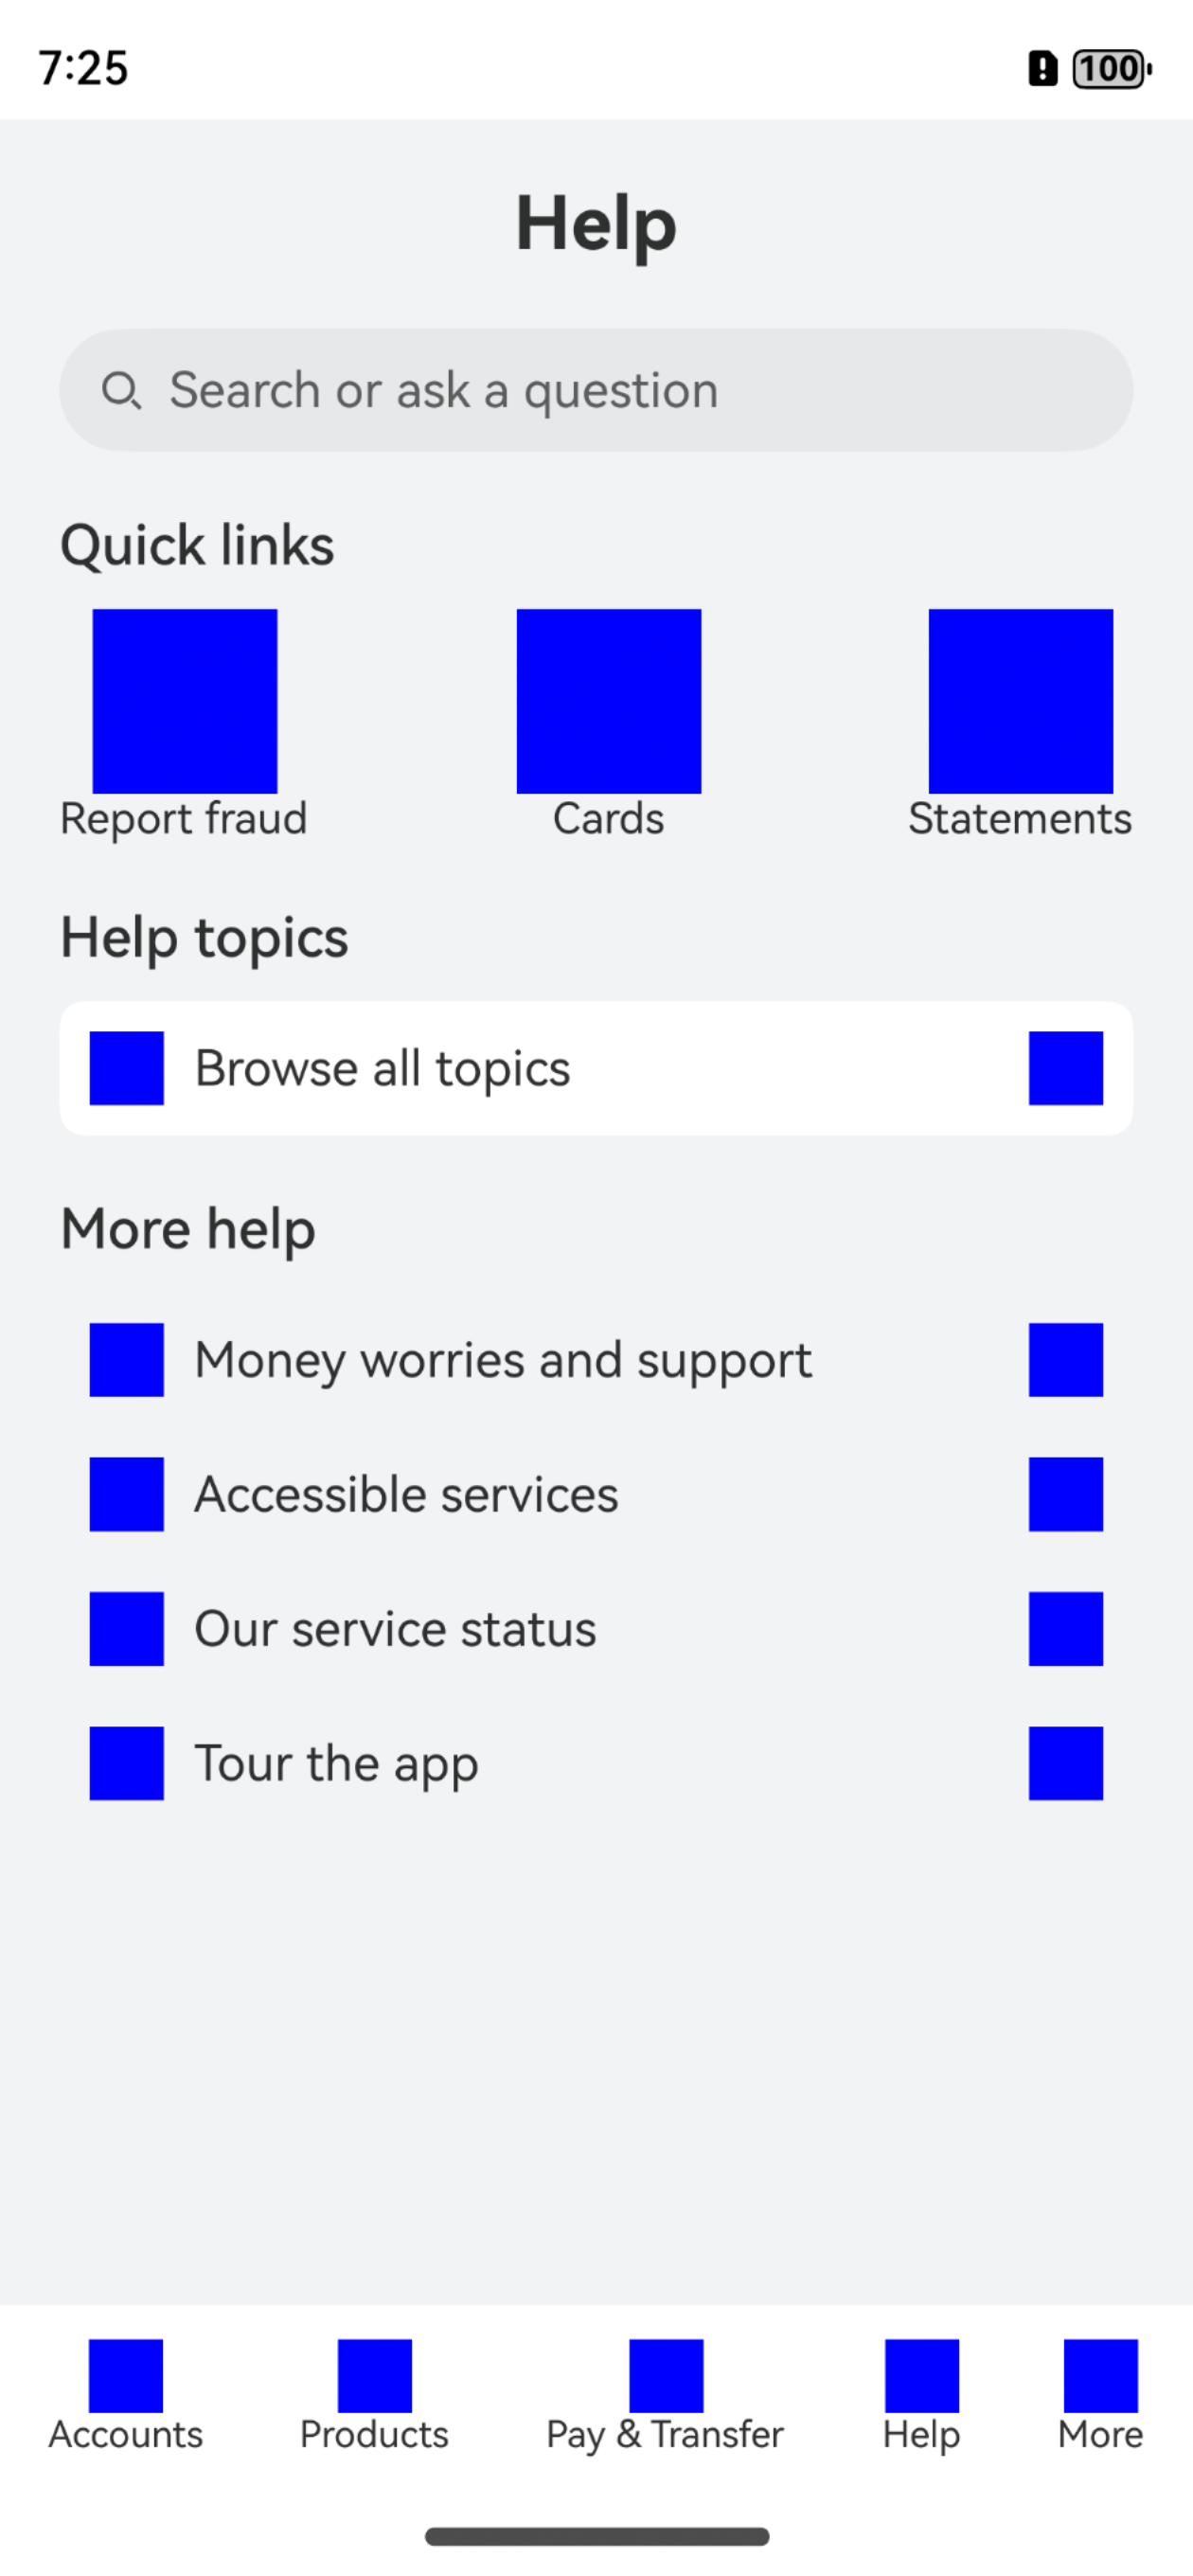 7:25
100
Help
Search or ask a question
Quick links
Report fraud
Cards
Statements
Help topics
Browse all topics
More help
Money worries and support
Accessible services
Our service status
Tour the app
Accounts
Products
Pay & Transfer
Help
More